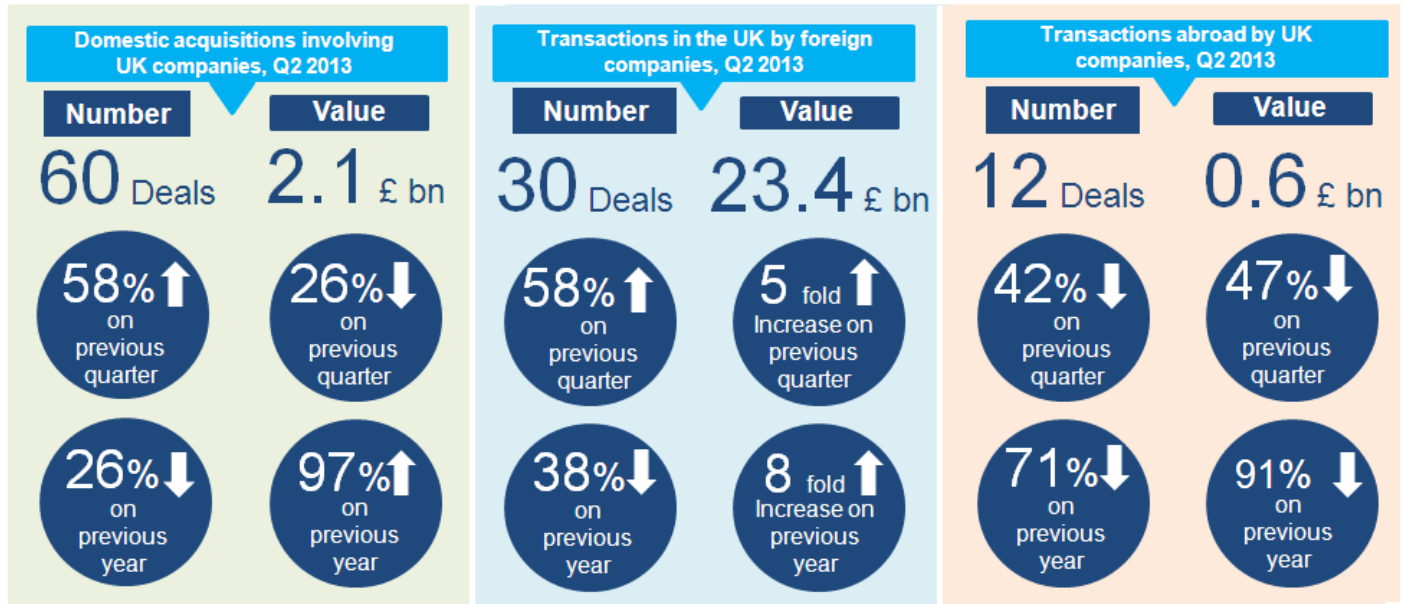 Domestic acquisitions involving
UK companies, Q2 2013
Number
Value
60 Deals
2.1 £ bn
58%
on
previous
quarter
26%
on
previous
quarter
26%
on
previous
year
97%
on
previous
year
Transactions in the UK by foreign
companies, Q2 2013
Number
Value
30 Deals
23.4 £ bn
58%
on
previous
quarter
5 fold
Increase on
previous
quarter
38%
on
previous
year
8 fold
Increase on
previous
year
Transactions abroad by UK
companies, Q2 2013
Number
Value
12 Deals
0.6 £ bn
42%
on
previous
quarter
47%
on
previous
quarter
71%
on
previous
year
91%
on
previous
year